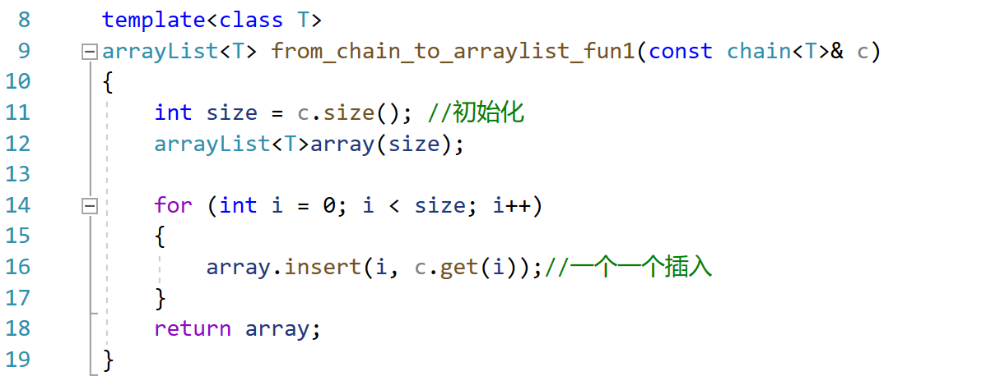 8 template<class T>
9 arrayList<T> from_chain_to_arraylist_fun1(const chain<T>& c)
10 {
11 int size = c.size(); //初始化
12 arrayList<T>array(size);
13
14 for (int i = 0; i < size; i++)
15 {
16 array.insert(i, c.get(i));//一个一个插入
17 }
18 return array;
19 }